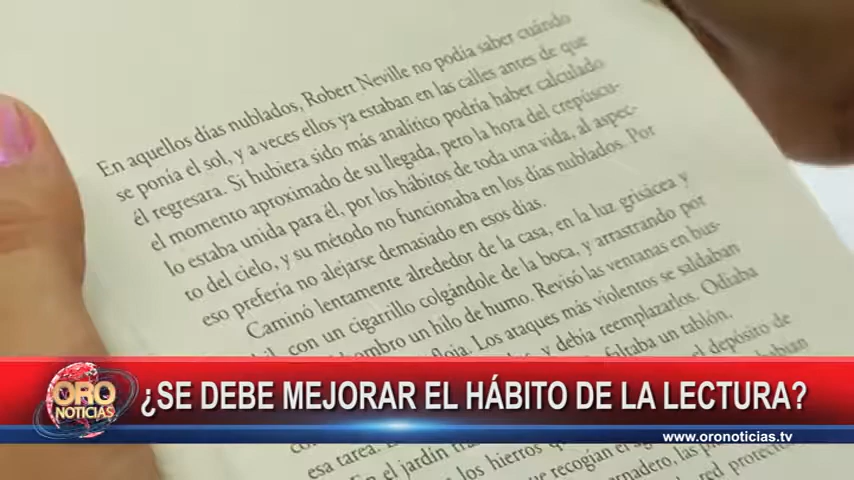 En aquellos días nublados, Robert Neville no podía saber cuándo
se ponía el sol, y a veces ellos ya estaban en las calles antes de que
él regresara. Si hubiera sido más analítico podría haber calculado
el momento aproximado de su llegada, pero la hora del crepúscu-
lo estaba unida para él, por los hábitos de toda una vida, al aspec-
to del cielo, y su método no funcionaba en los días nublados. Por
eso prefería no alejarse demasiado en esos días.
Caminó lentamente alrededor de la casa, en la luz grisácea y
con un cigarrillo colgándole de la boca, y arrastrando por
un hilo de humo. Revisó las ventanas en bus-
Los ataques más violentos se saldaban
y debía reemplazarlos. Odiaba
faltaba un tablón.
el depósito de
ORO
NOTICIAS
¿SE DEBE MEJORAR EL HÁBITO DE LA LECTURA?
www.oronoticias.tv
esa tarea.
En el jardín
los hierros
que recogían el
las
red